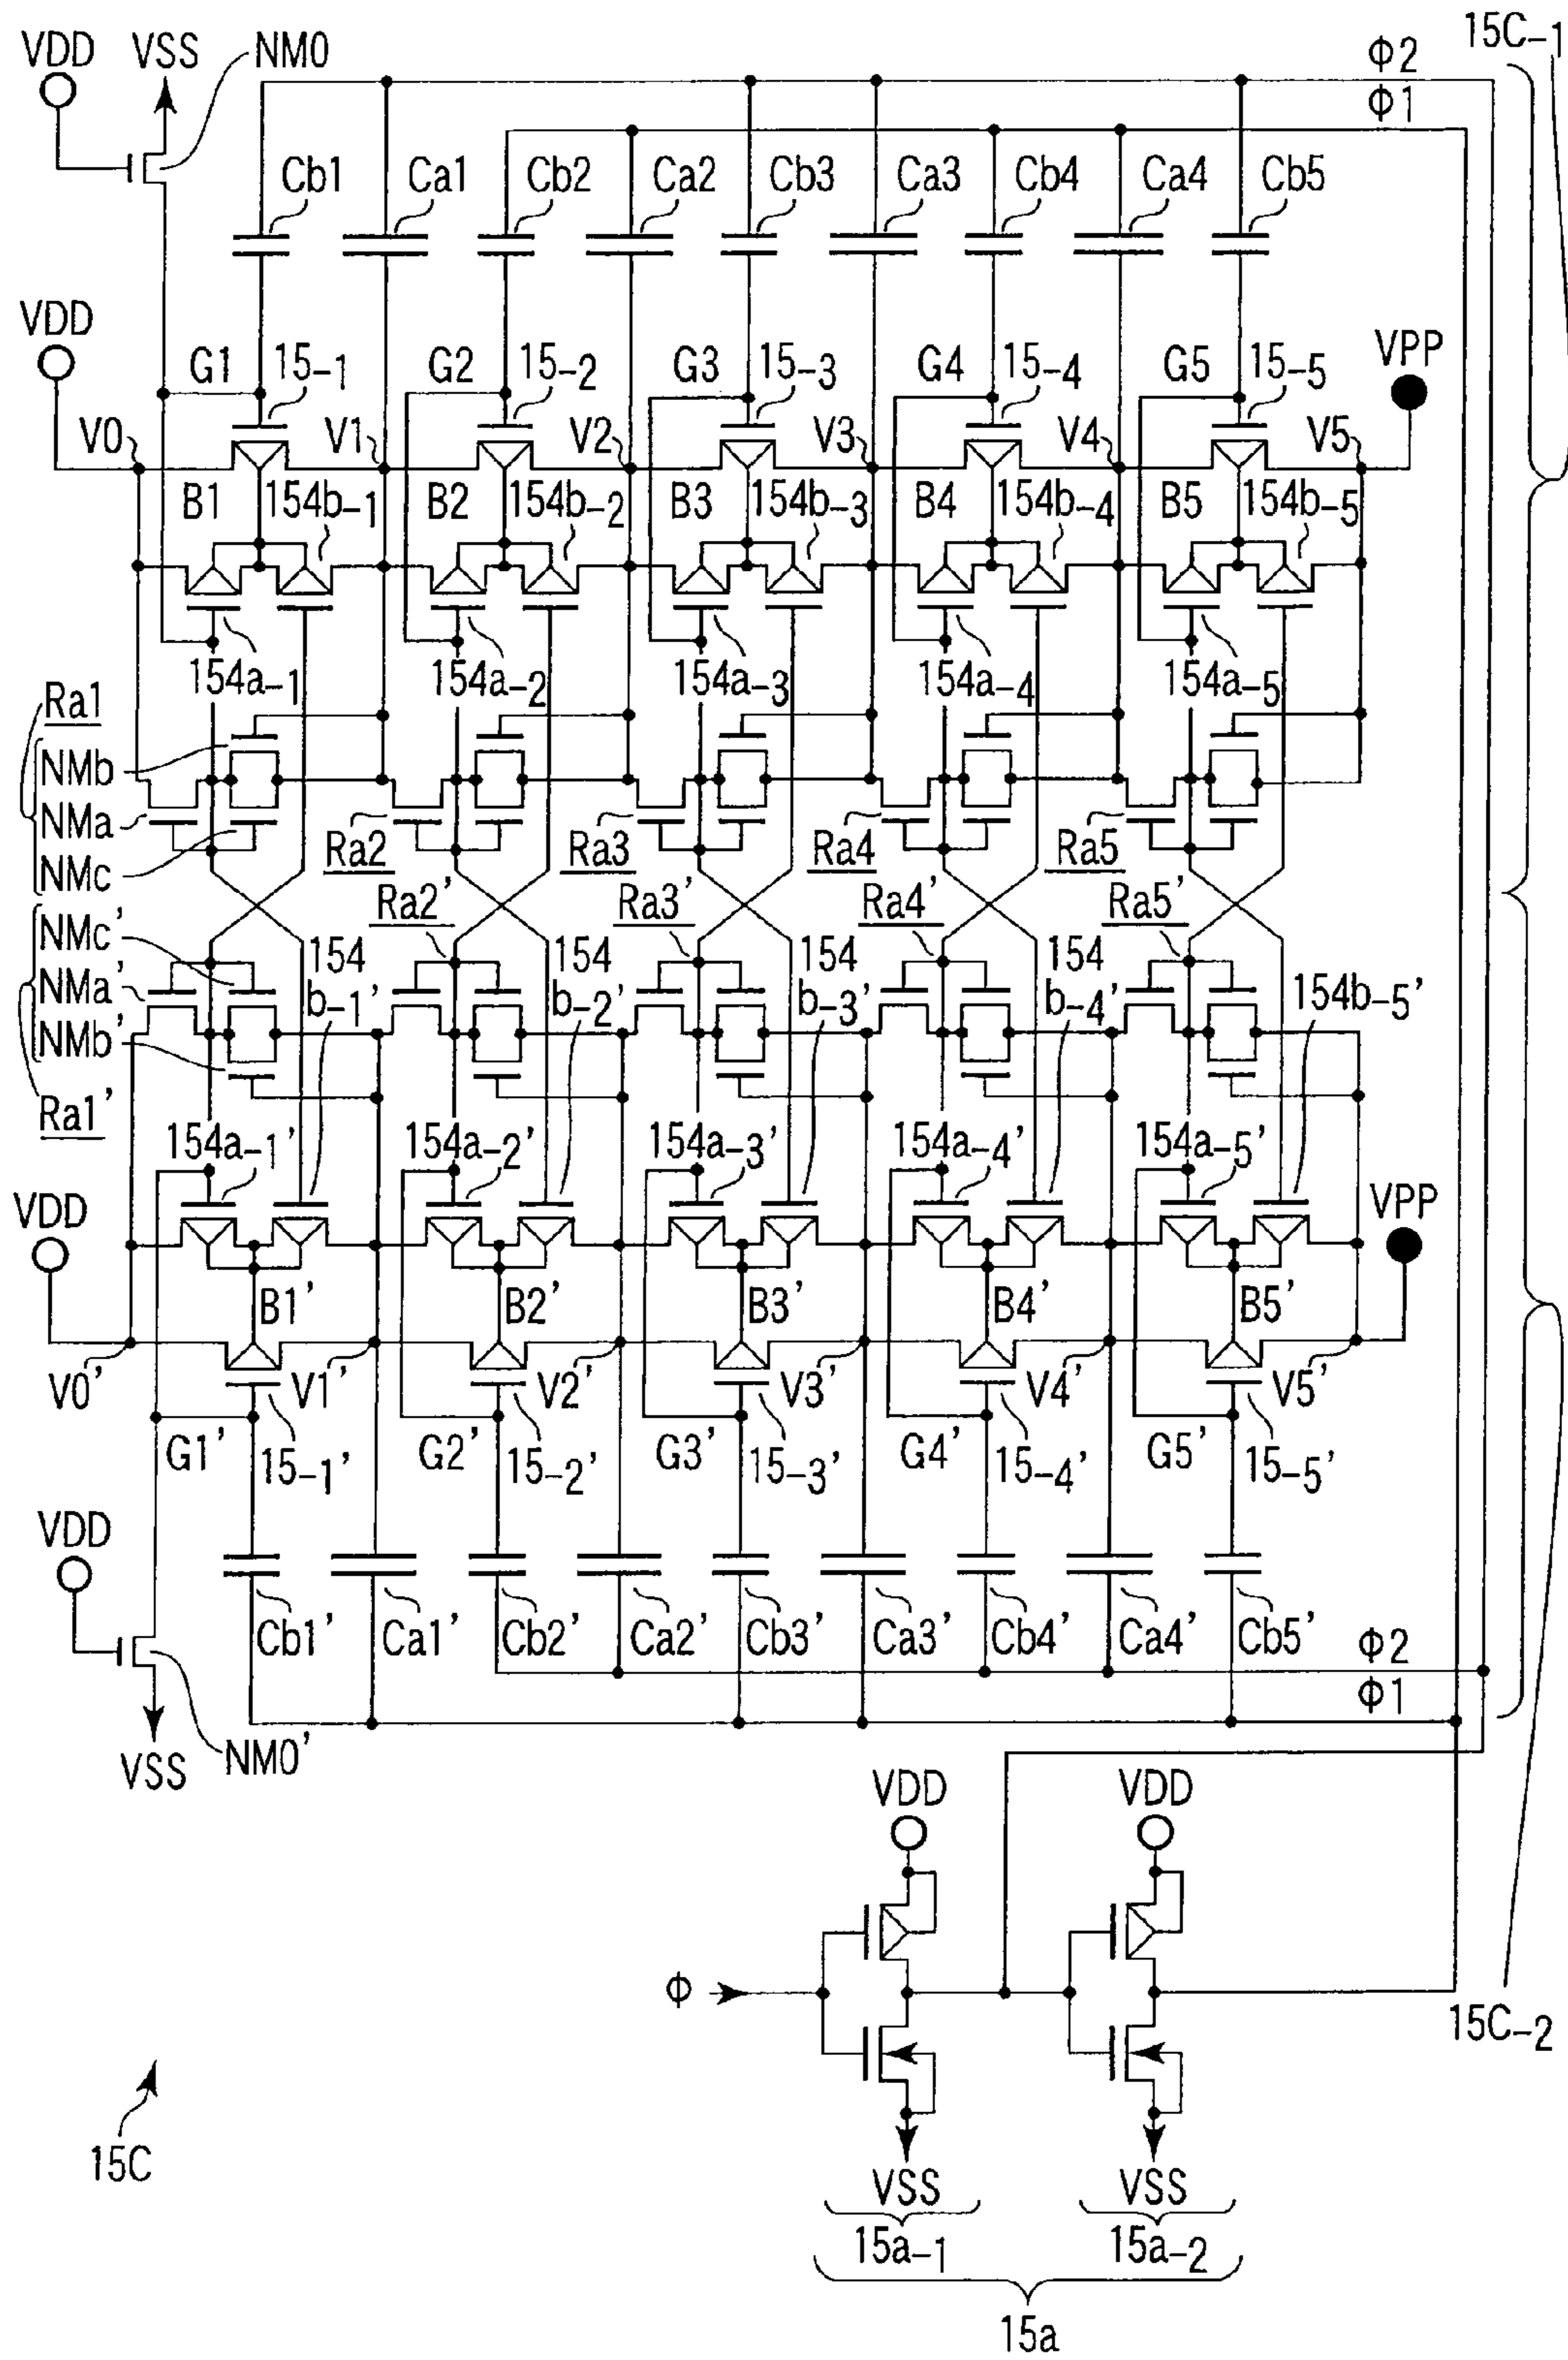 VDD VSS NM0 Φ2 15C-1
Φ1
Cb1 Ca1 Cb2 Ca2 Cb3 Ca3 Cb4 Ca4 Cb5
VDD G1 15-1 G2 15-2 G3 15-3 G4 15-4 G5 15-5 VPP
V0 V1 V2 V3 V4 V5
B1 154b-1 B2 154b-2 B3 154b-3 B4 154b-4 B5 154b-5
154a-1 154a-2 154a-3 154a-4 154a-5
Ra1
NMb
NMa
Ra2 Ra3 Ra4 Ra5
NMc
Ra2' Ra3' Ra4' Ra5'
NMc'
154 154 154 154
NMa' b-1' b-2' b-3' b-4' 154b-5'
NMb'
Ra1'
154a-1' 154a-2' 154a-3' 154a-4' 154a-5'
VDD VPP
B1' B2' B3' B4' B5'
V0' V1' V2' V3' V4' V5'
G1' 15-1' G2' 15-2' G3' 15-3' G4' 15-4' G5' 15-5'
VDD
Cb1' Ca1' Cb2' Ca2' Cb3' Ca3' Cb4' Ca4' Cb5'
Φ2
Φ1
VSS NM0'
VDD VDD
Φ
15C-2
15C
VSS VSS
15a-1 15a-2
15a